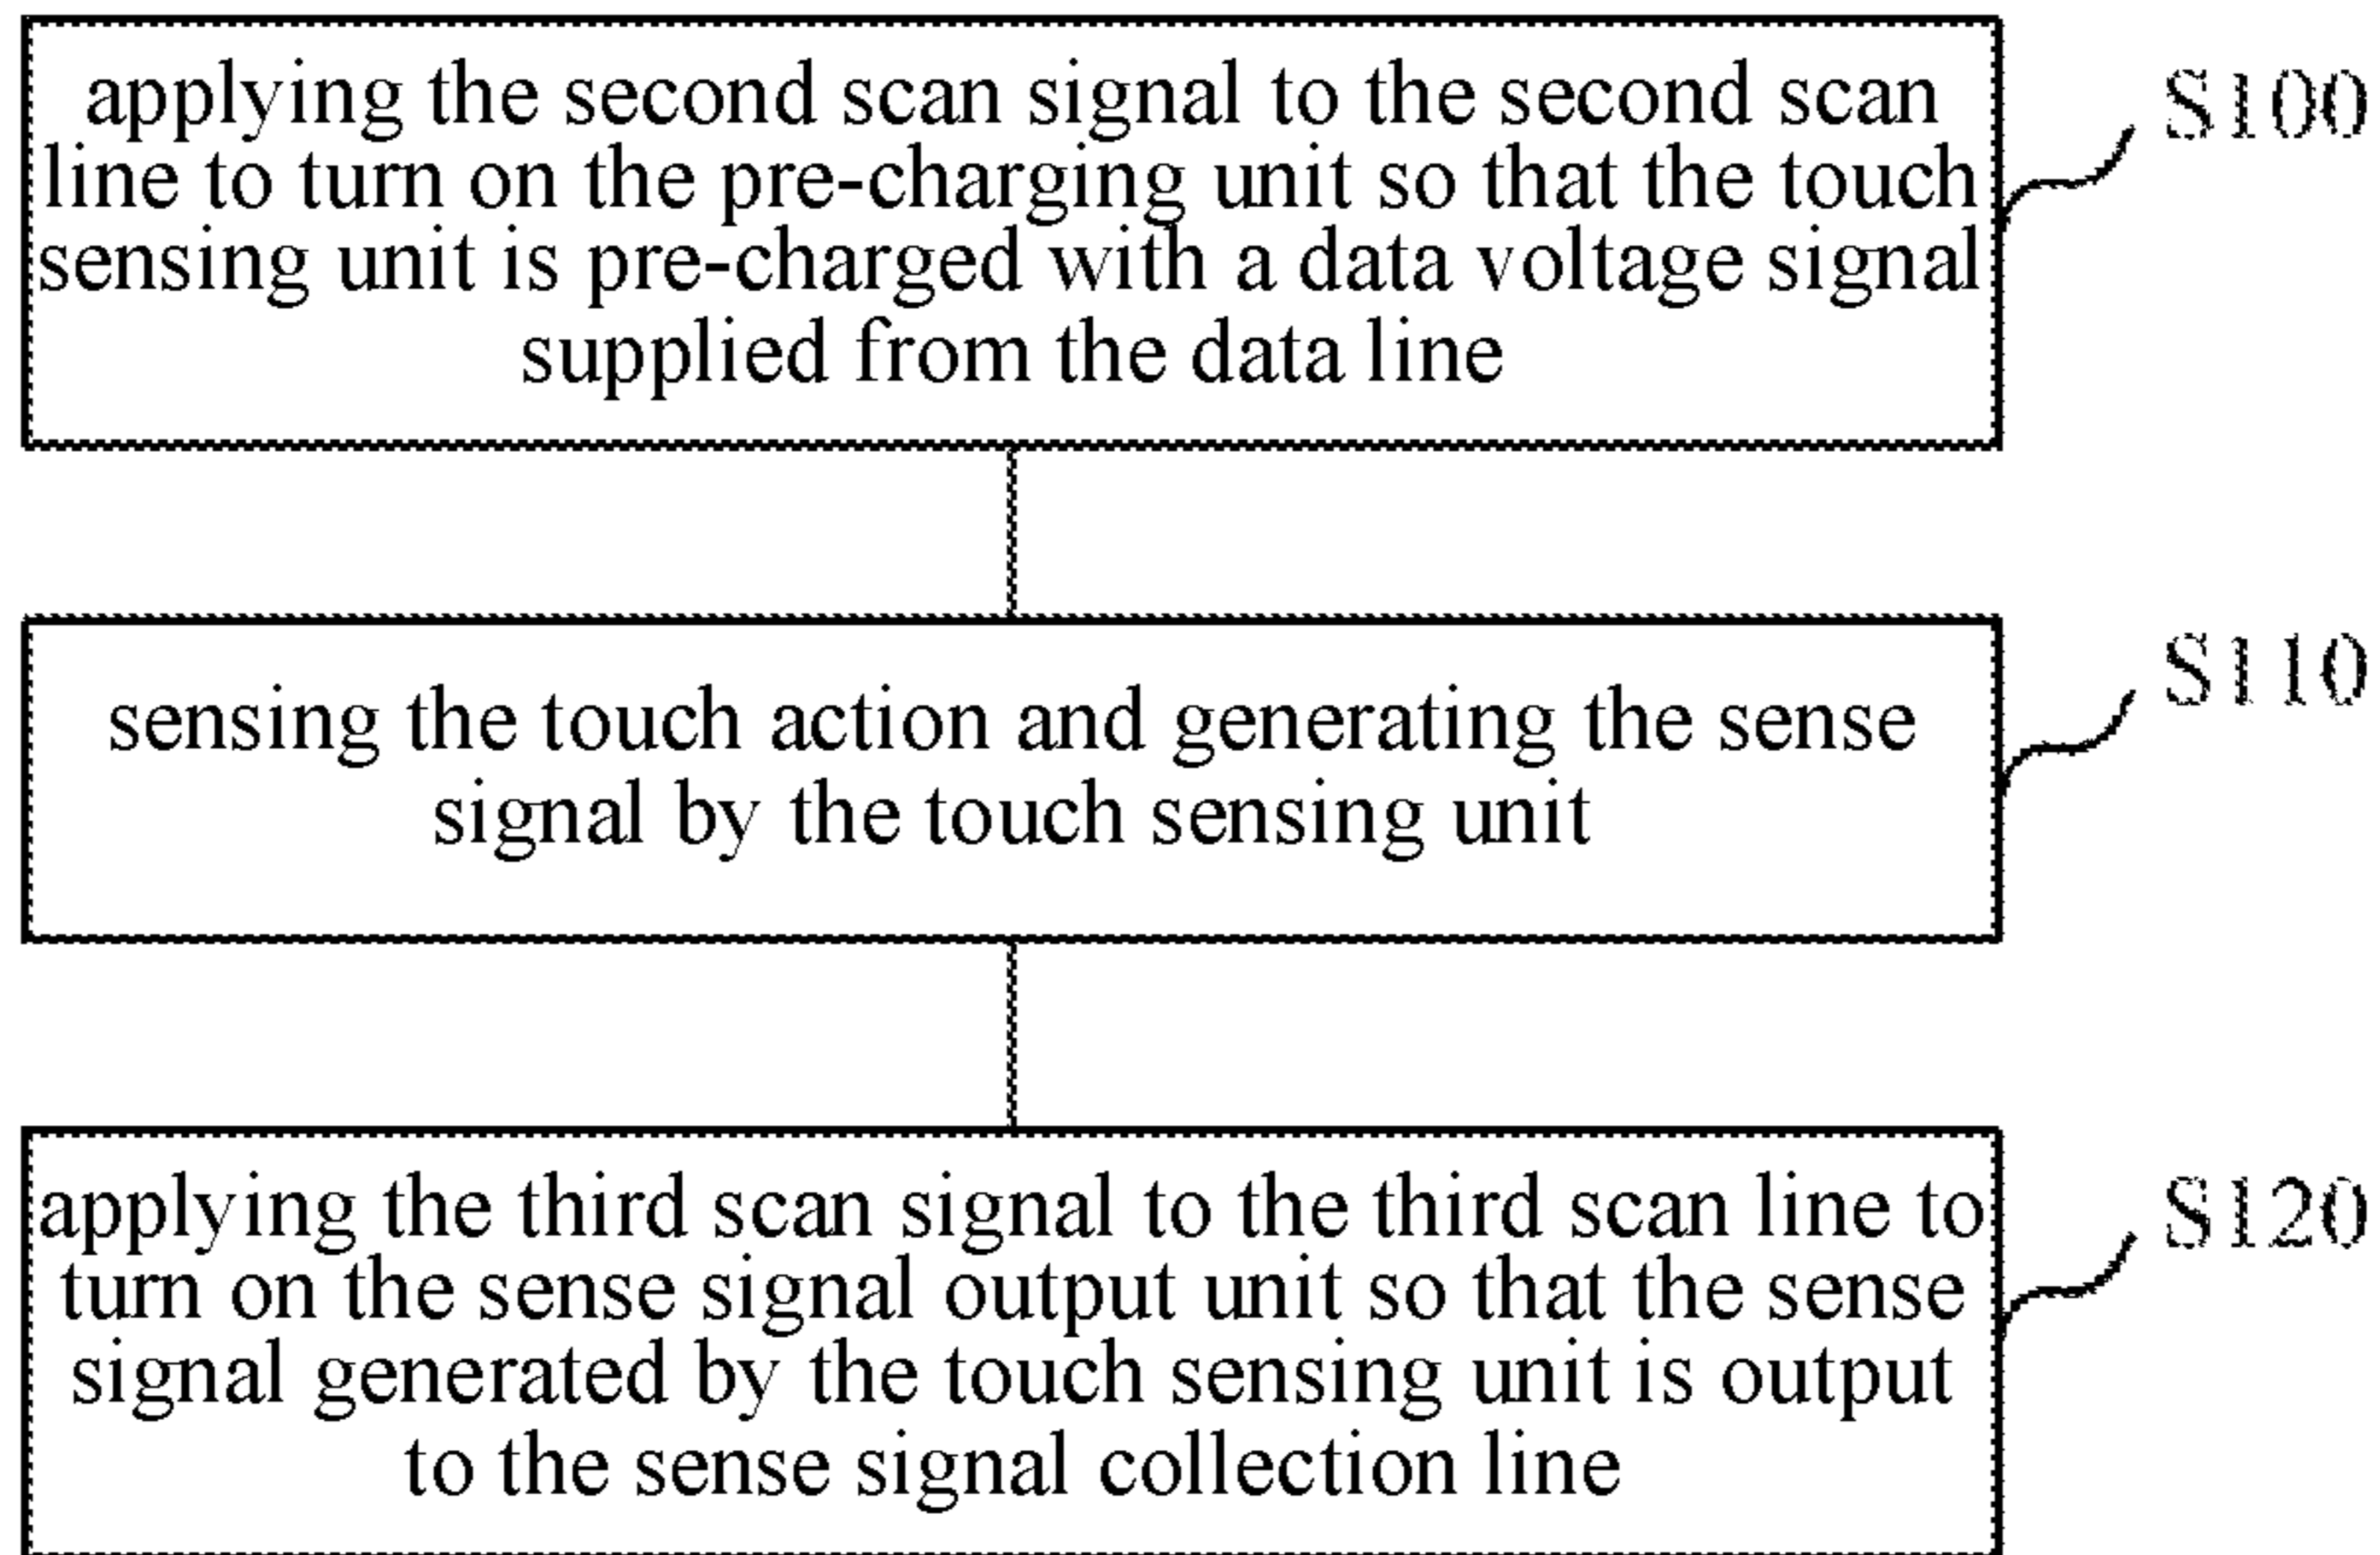 applying the second scan signal to the second scan
line to turn on the pre-charging unit so that the touch
sensing unit is pre-charged with a data voltage signal
supplied from the data line
S100
sensing the touch action and generating the sense
signal by the touch sensing unit
S110
applying the third scan signal to the third scan line to
turn on the sense signal output unit so that the sense
signal generated by the touch sensing unit is output
to the sense signal collection line
S120